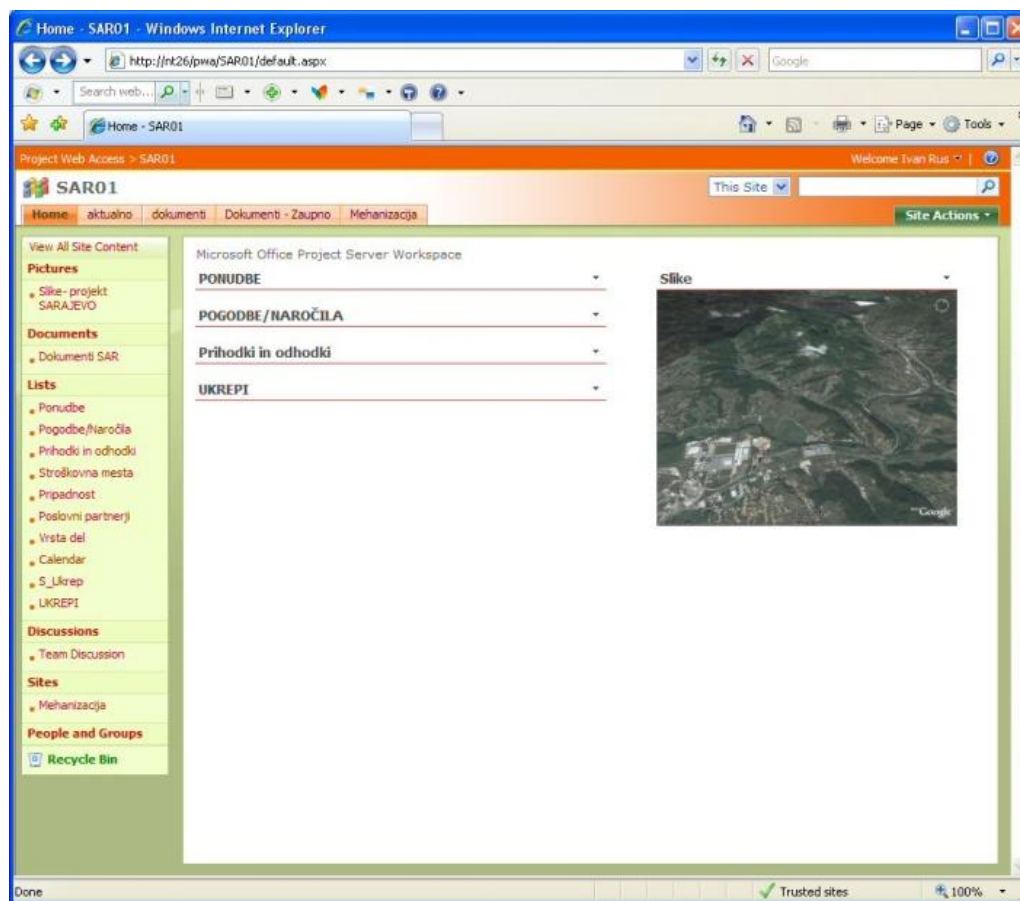 Home - SAR01 - Windows Internet Explorer
http://nt26/pwa/SAR01/default.aspx
Google
Search web...
Home - SAR01
Page
Tools
Project Web Access > SAR01
Welcome Ivan Rus
SAR01
This Site
Home
aktualno
dokumenti
Dokumenti - Zaupno
Mehanizacija
Site Actions
View All Site Content
Pictures
Slike- projekt
SARAJEVO
Documents
Dokumenti SAR
Lists
Ponudbe
Pogodbe/Naročila
Prihodki in odhodki
Stroškovna mesta
Pripadnost
Poslovni partnerji
Vrsta del
Calendar
S_Ukrep
UKREPI
Discussions
Team Discussion
Sites
Mehanizacija
People and Groups
Recycle Bin
Microsoft Office Project Server Workspace
PONUDBE
POGODBE/NAROČILA
Prihodki in odhodki
UKREPI
Slike
Google
Done
Trusted sites
100%